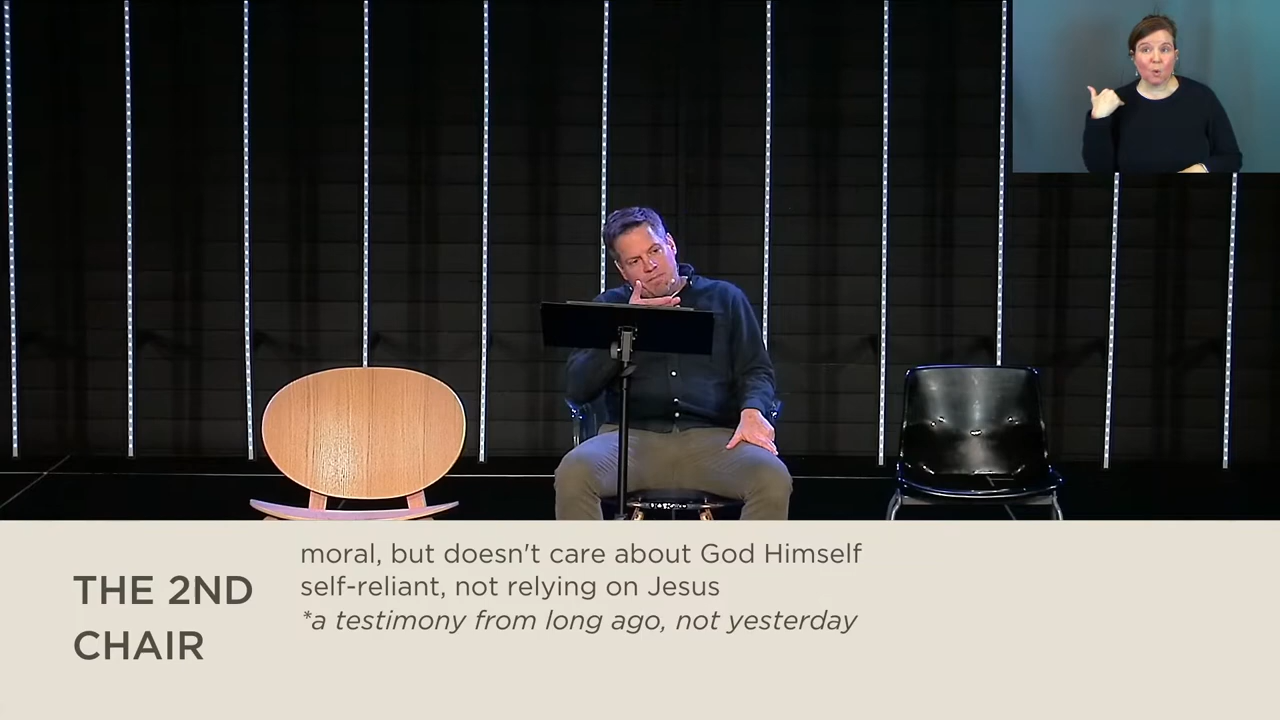 THE 2ND
CHAIR
moral, but doesn't care about God Himself
self-reliant, not relying on Jesus
*a testimony from long ago, not yesterday